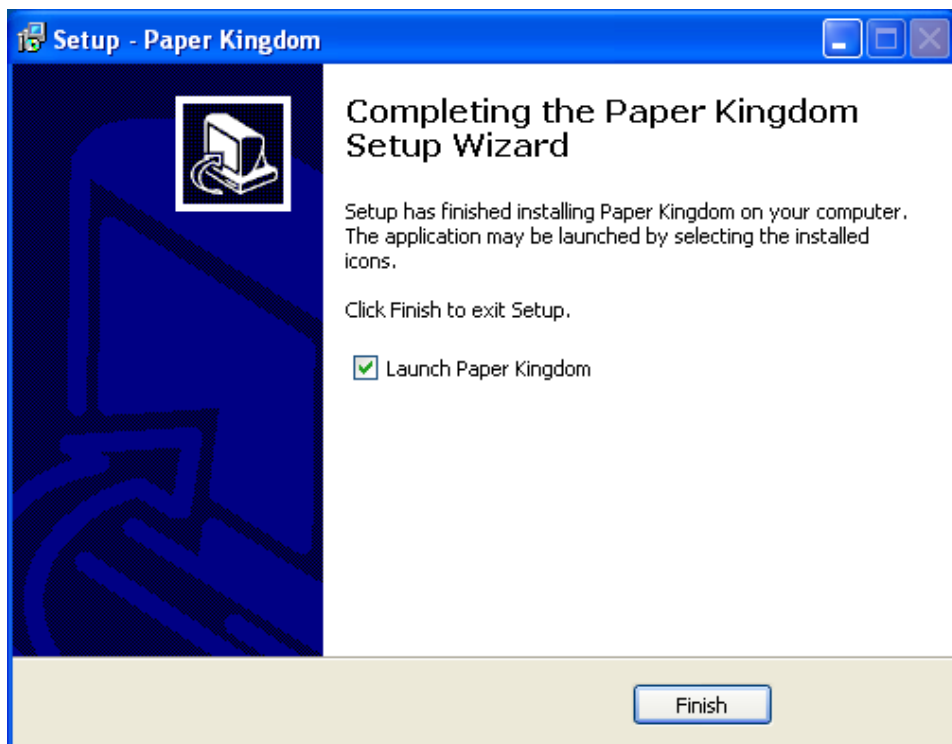 Setup - Paper Kingdom
Completing the Paper Kingdom
Setup Wizard
Setup has finished installing Paper Kingdom on your computer.
The application may be launched by selecting the installed
icons.
Click Finish to exit Setup.
Launch Paper Kingdom
Finish